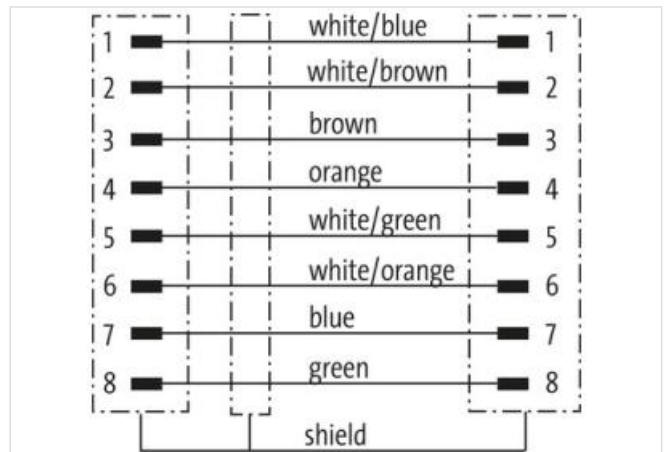 1 white/blue 1
2 white/brown 2
3 brown 3
4 orange 4
5 white/green 5
6 white/orange 6
7 blue 7
8 green 8
shield